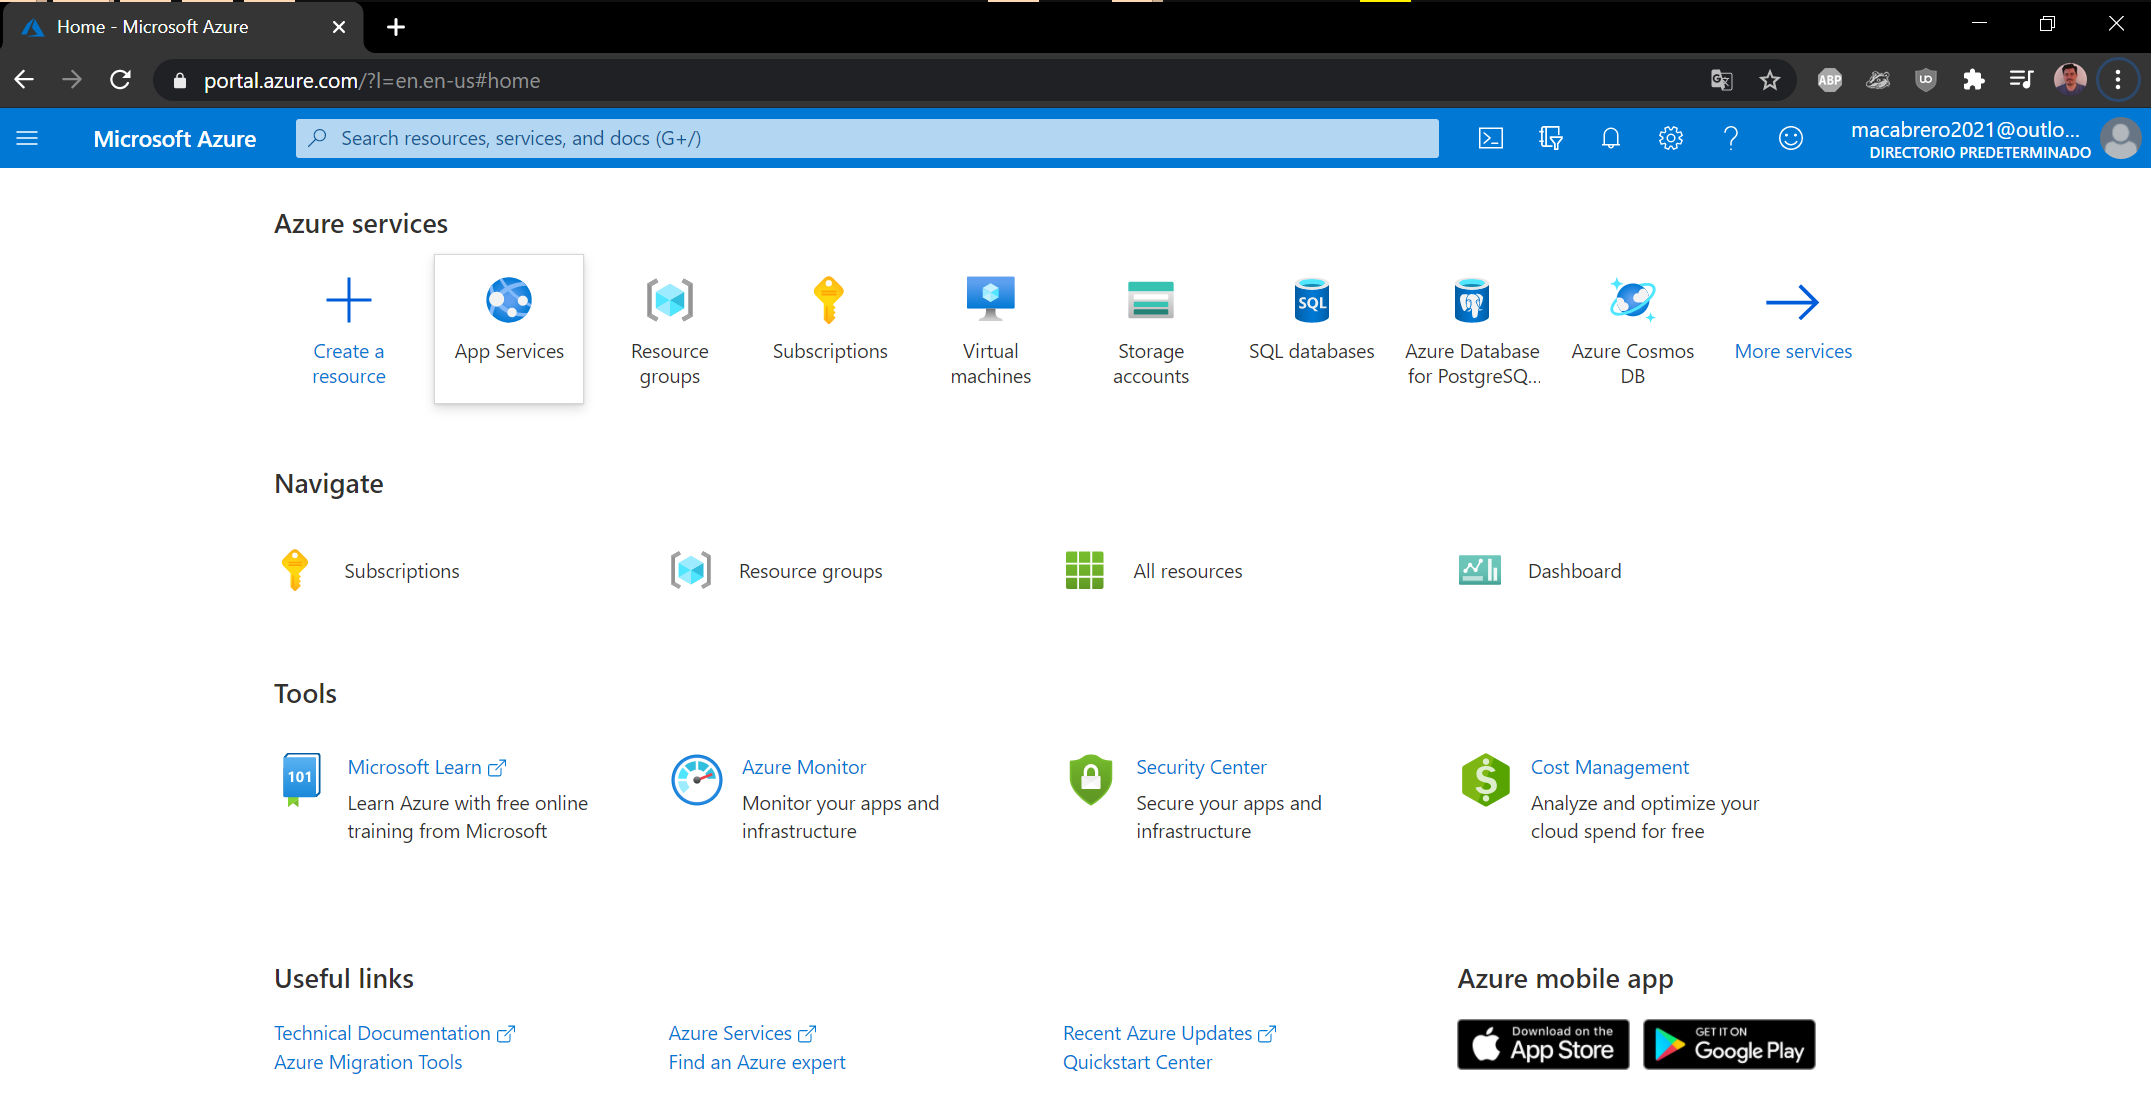 Home - Microsoft Azure
portal.azure.com/?l=en.en-us#home
ABP
UO
Microsoft Azure
Search resources, services, and docs (G+/)
macabrero2021@outlo...
DIRECTORIO PREDETERMINADO
Azure services
Create a
resource
App Services
Resource
groups
Subscriptions
Virtual
machines
Storage
accounts
SQL
SQL databases
Azure Database
for PostgreSQ...
Azure Cosmos
DB
More services
Navigate
Subscriptions
Resource groups
All resources
Dashboard
Tools
101
Microsoft Learn
Learn Azure with free online
training from Microsoft
Azure Monitor
Monitor your apps and
infrastructure
Security Center
Secure your apps and
infrastructure
$
Cost Management
Analyze and optimize your
cloud spend for free
Useful links
Technical Documentation
Azure Migration Tools
Azure Services
Find an Azure expert
Recent Azure Updates
Quickstart Center
Azure mobile app
Download on the
App Store
GET IT ON
Google Play